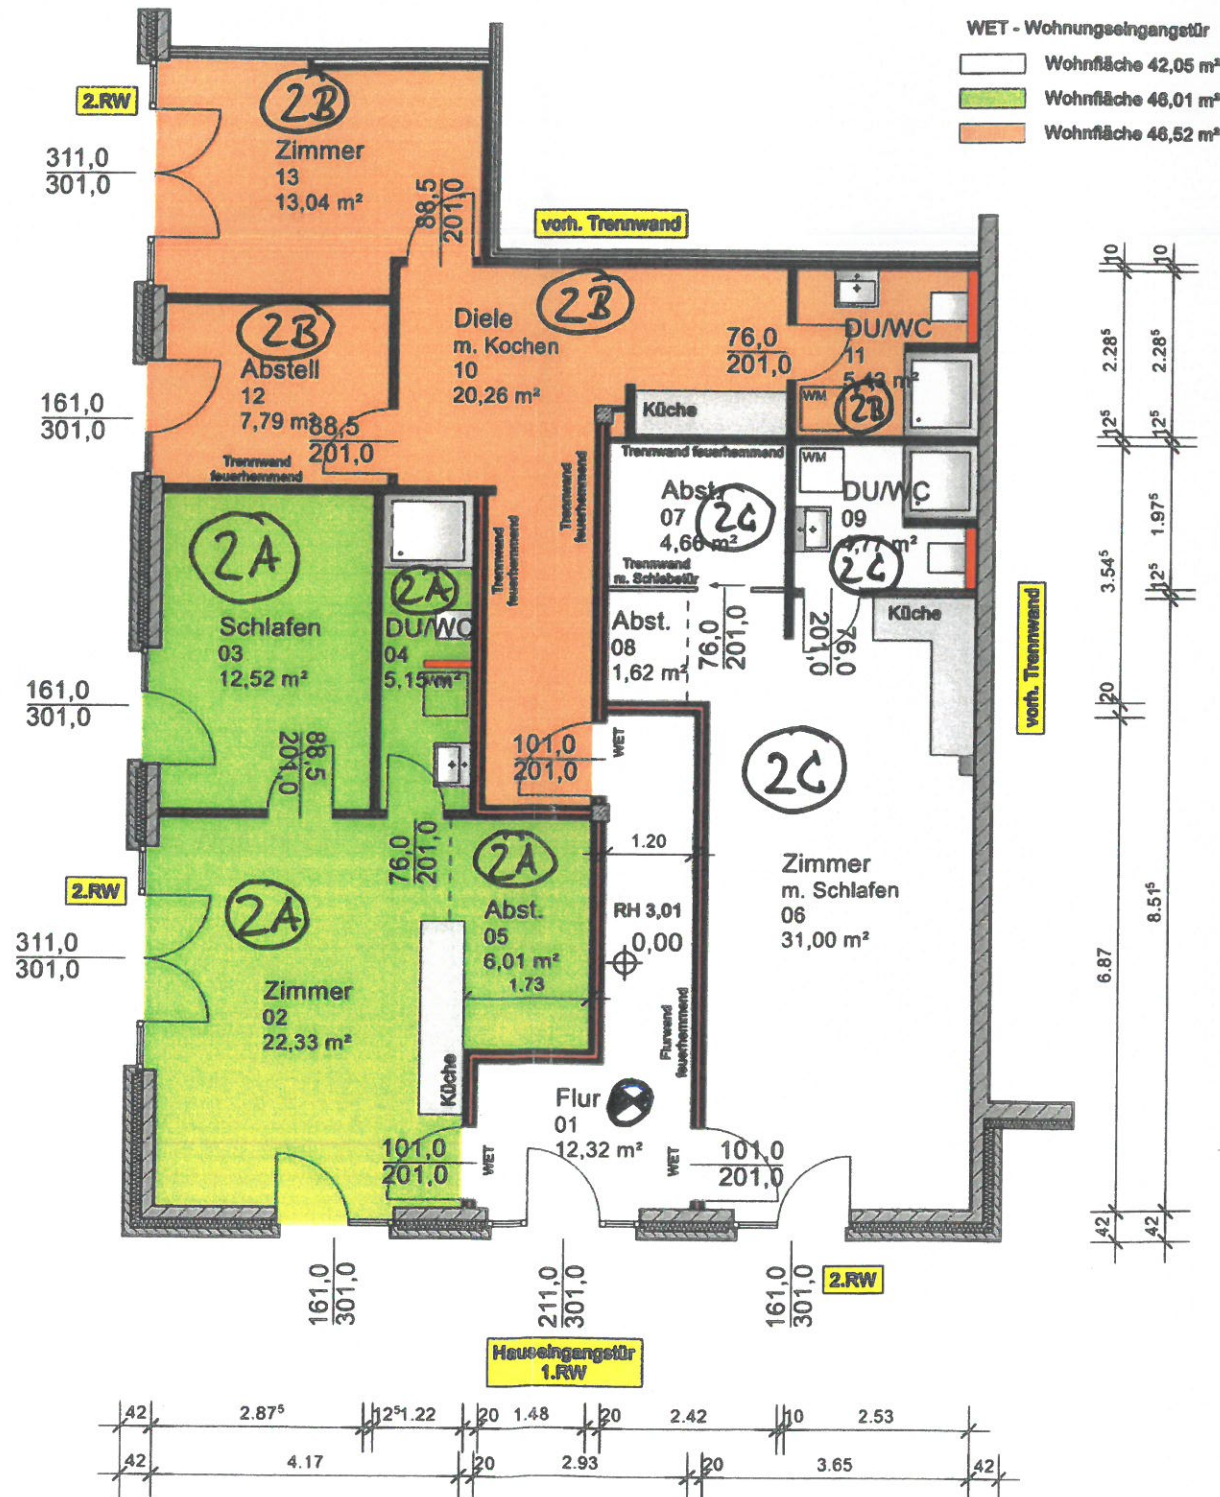 WET - Wohnungseingangstür
Wohnfläche 42,05 m²
Wohnfläche 46,01 m²
Wohnfläche 46,52 m²
2.RW
2B
Zimmer
13
13,04 m²
311,0
301,0
88,5
201,0
vorh. Trennwand
2B
Diele
m. Kochen
10
20,26 m²
2B
Abstell
12
7,79 m²
161,0
301,0
88,5
201,0
Trennwand
feuerhemmend
76,0
201,0
DU/WC
11
5,43 m²
WM
2B
Küche
Trennwand feuerhemmend
Abst.
07
4,66 m²
2C
Trennwand
m. Schiebetür
WM
DU/WC
09
4,77 m²
2C
Trennwand
feuerhemmend
Trennwand
feuerhemmend
2A
Schlafen
03
12,52 m²
2A
DU/WC
04
5,15 m²
WM
Abst.
08
1,62 m²
76,0
201,0
76,0
201,0
Küche
vorh. Trennwand
161,0
301,0
88,5
201,0
101,0
201,0
WET
2C
Zimmer
m. Schlafen
06
31,00 m²
76,0
201,0
2A
Abst.
05
6,01 m²
1.73
1.20
RH 3,01
0,00
2.RW
2A
311,0
301,0
Zimmer
02
22,33 m²
Küche
Flurwand
feuerhemmend
Flur
01
12,32 m²
101,0
201,0
WET
WET
101,0
201,0
161,0
301,0
211,0
301,0
161,0
301,0
2.RW
Hauseingangstür
1.RW
10
2.28⁵
12⁵
3.54⁵
20
6.87
42
10
2.28⁵
12⁵
1.97⁵
12⁵
8.51⁵
42
42 2.87⁵ 12⁵ 1.22 20 1.48 20 2.42 10 2.53
42 4.17 20 2.93 20 3.65 42